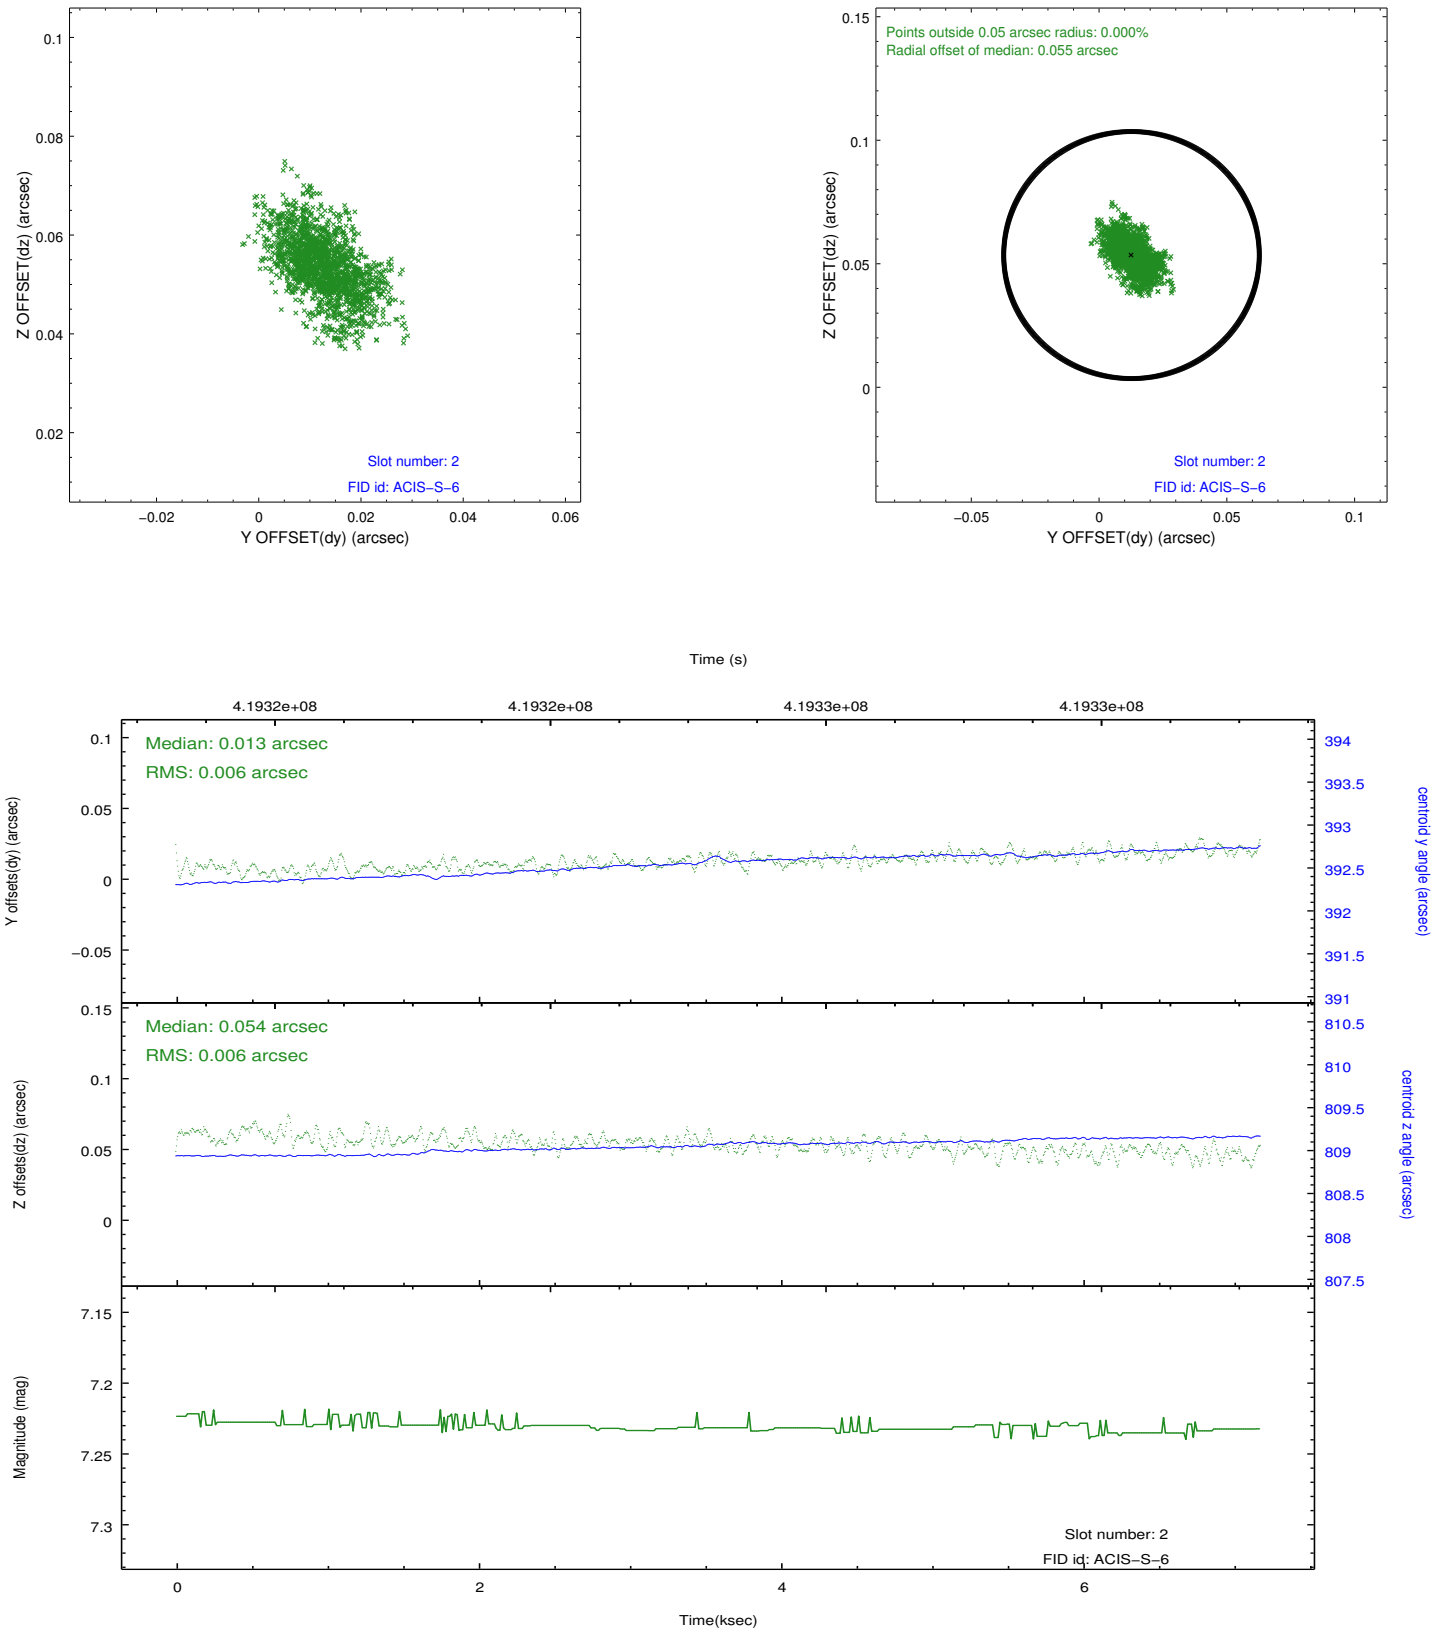 0.1
0.08
0.06
0.04
0.02
Z OFFSET(dz) (arcsec)
Slot number: 2
FID id: ACIS−S−6
−0.02 0 0.02 0.04 0.06
Y OFFSET(dy) (arcsec)
0.15
0.1
0.05
0
Z OFFSET(dz) (arcsec)
Points outside 0.05 arcsec radius: 0.000%
Radial offset of median: 0.055 arcsec
Slot number: 2
FID id: ACIS−S−6
−0.05 0 0.05 0.1
Y OFFSET(dy) (arcsec)
Time (s)
4.1932e+08 4.1932e+08 4.1933e+08 4.1933e+08
0.1
0.05
0
−0.05
Y offsets(dy) (arcsec)
Median: 0.013 arcsec
RMS: 0.006 arcsec
394
393.5
393
392.5
392
391.5
391
centroid y angle (arcsec)
0.15
0.1
0.05
0
Z offsets(dz) (arcsec)
Median: 0.054 arcsec
RMS: 0.006 arcsec
810.5
810
809.5
809
808.5
808
807.5
centroid z angle (arcsec)
7.15
7.2
7.25
7.3
Magnitude (mag)
Slot number: 2
FID id: ACIS−S−6
0 2 4 6
Time(ksec)